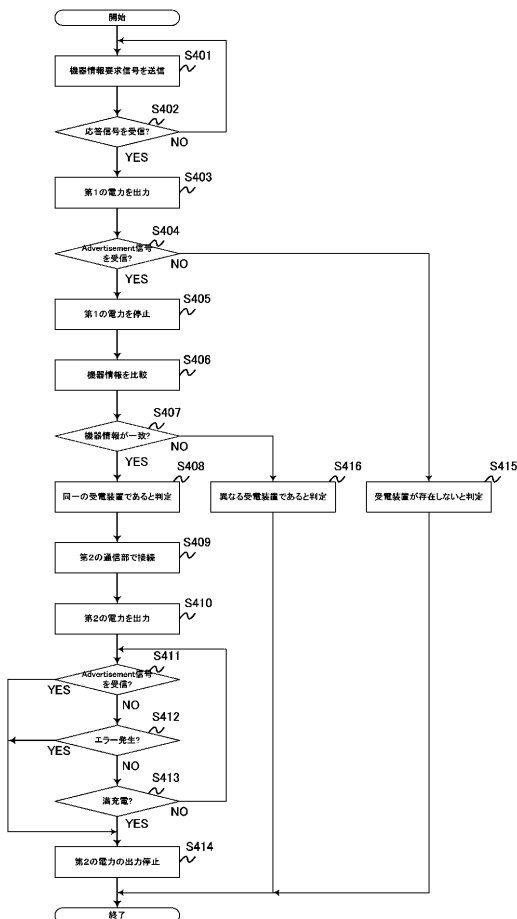 開始
S401
機器情報要求信号を送信
S402
応答信号を受信?
NO
YES
S403
第1の電力を出力
S404
Advertisement信号
を受信?
NO
YES
S405
第1の電力を停止
S406
機器情報を比較
S407
機器情報が一致?
NO
YES
S408
同一の受電装置であると判定
S416
異なる受電装置であると判定
S415
受電装置が存在しないと判定
S409
第2の通信部で接続
S410
第2の電力を出力
S411
Advertisement信号
を受信?
YES
NO
S412
エラー発生?
YES
NO
S413
満充電?
YES
NO
S414
第2の電力の出力停止
終了